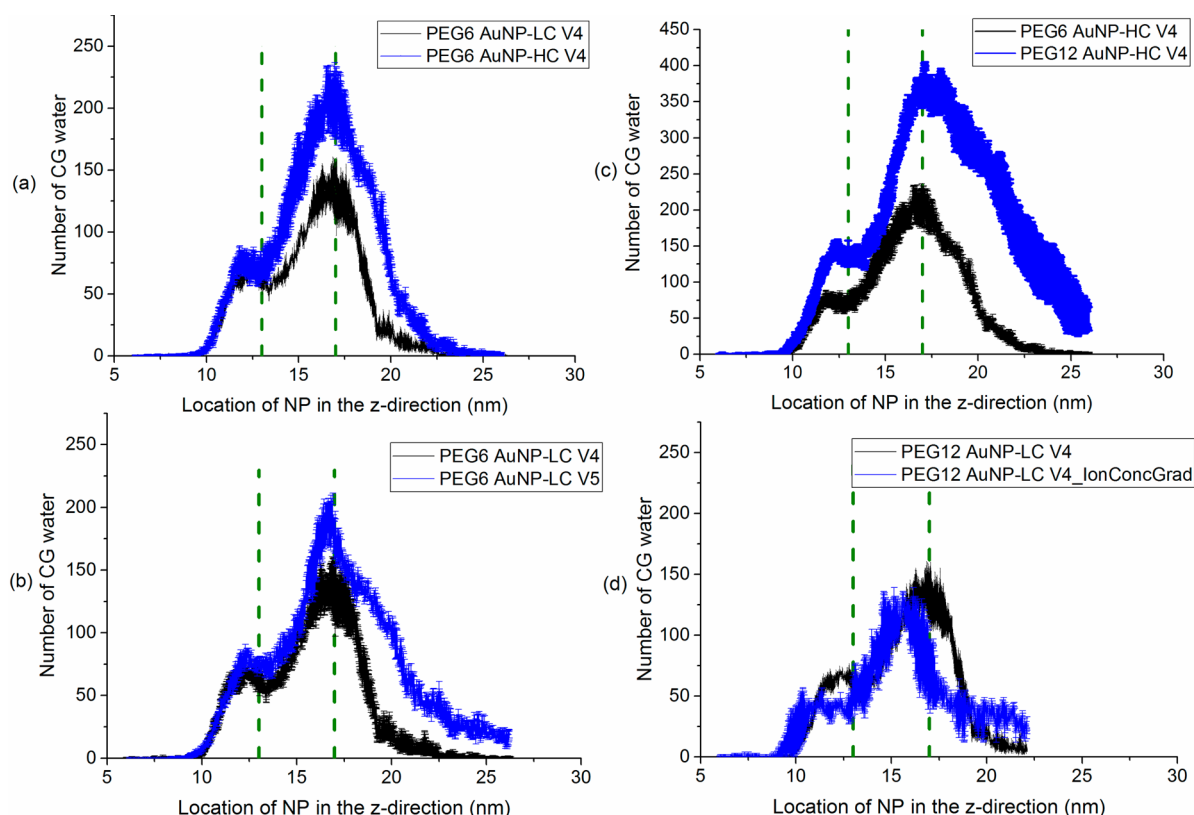 (a)
Number of CG water
250
200
150
100
50
0
PEG6 AuNP-LC V4
PEG6 AuNP-HC V4
5 10 15 20 25 30
Location of NP in the z-direction (nm)
(b)
Number of CG water
250
200
150
100
50
0
PEG6 AuNP-LC V4
PEG6 AuNP-LC V5
5 10 15 20 25 30
Location of NP in the z-direction (nm)
(c)
Number of CG water
450
400
350
300
250
200
150
100
50
0
PEG6 AuNP-HC V4
PEG12 AuNP-HC V4
5 10 15 20 25 30
Location of NP in the z-direction (nm)
(d)
Number of CG water
250
200
150
100
50
0
PEG12 AuNP-LC V4
PEG12 AuNP-LC V4_IonConcGrad
5 10 15 20 25 30
Location of NP in the z-direction (nm)